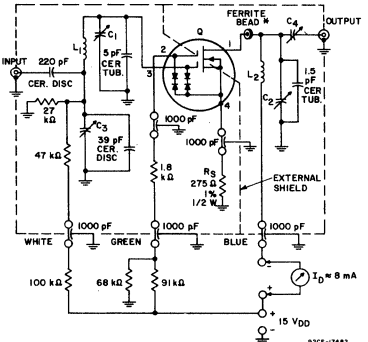 FERRITE
BEAD *
OUTPUT
C4
Q
1
2
3
4
L1
C1
5 pF
CER
TUB.
INPUT
220 pF
CER. DISC
L2
1.5
pF
CER
TUB.
C2
27
kΩ
C3
39 pF
CER.
DISC
1000 pF
1000
pF
47 kΩ
1.8
kΩ
RS
275 Ω
1%
1/2 W
EXTERNAL
SHIELD
1000 pF
1000 pF
1000 pF
WHITE
GREEN
BLUE
100 kΩ
68 kΩ
91 kΩ
-
+
ID ≈ 8 mA
+
15 VDD
-
92CS-17482